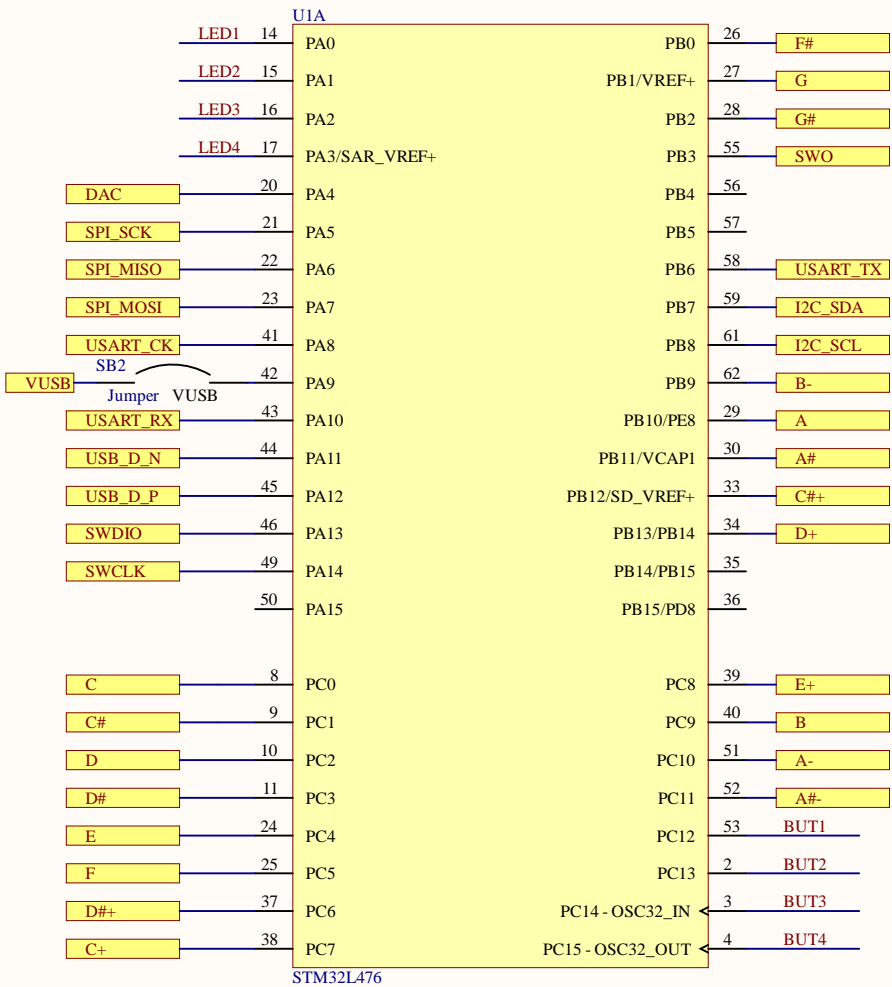 U1A
LED1 14 PA0 PB0 26 F#
LED2 15 PA1 PB1/VREF+ 27 G
LED3 16 PA2 PB2 28 G#
LED4 17 PA3/SAR_VREF+ PB3 55 SWO
DAC 20 PA4 PB4 56
SPI_SCK 21 PA5 PB5 57
SPI_MISO 22 PA6 PB6 58 USART_TX
SPI_MOSI 23 PA7 PB7 59 I2C_SDA
USART_CK 41 PA8 PB8 61 I2C_SCL
SB2
VUSB Jumper VUSB 42 PA9 PB9 62 B-
USART_RX 43 PA10 PB10/PE8 29 A
USB_D_N 44 PA11 PB11/VCAP1 30 A#
USB_D_P 45 PA12 PB12/SD_VREF+ 33 C#+
SWDIO 46 PA13 PB13/PB14 34 D+
SWCLK 49 PA14 PB14/PB15 35
50 PA15 PB15/PD8 36
C 8 PC0 PC8 39 E+
C# 9 PC1 PC9 40 B
D 10 PC2 PC10 51 A-
D# 11 PC3 PC11 52 A#-
E 24 PC4 PC12 53 BUT1
F 25 PC5 PC13 2 BUT2
D#+ 37 PC6 PC14 - OSC32_IN 3 BUT3
C+ 38 PC7 PC15 - OSC32_OUT 4 BUT4
STM32L476